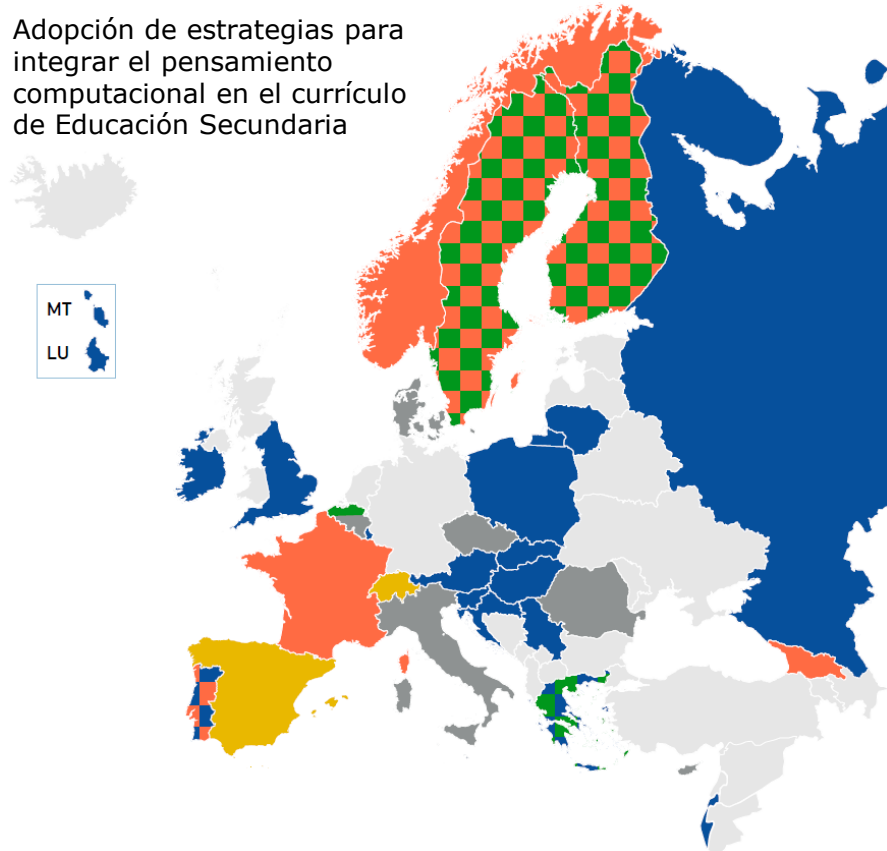 Adopción de estrategias para
integrar el pensamiento
computacional en el currículo
de Educación Secundaria
MT
LU